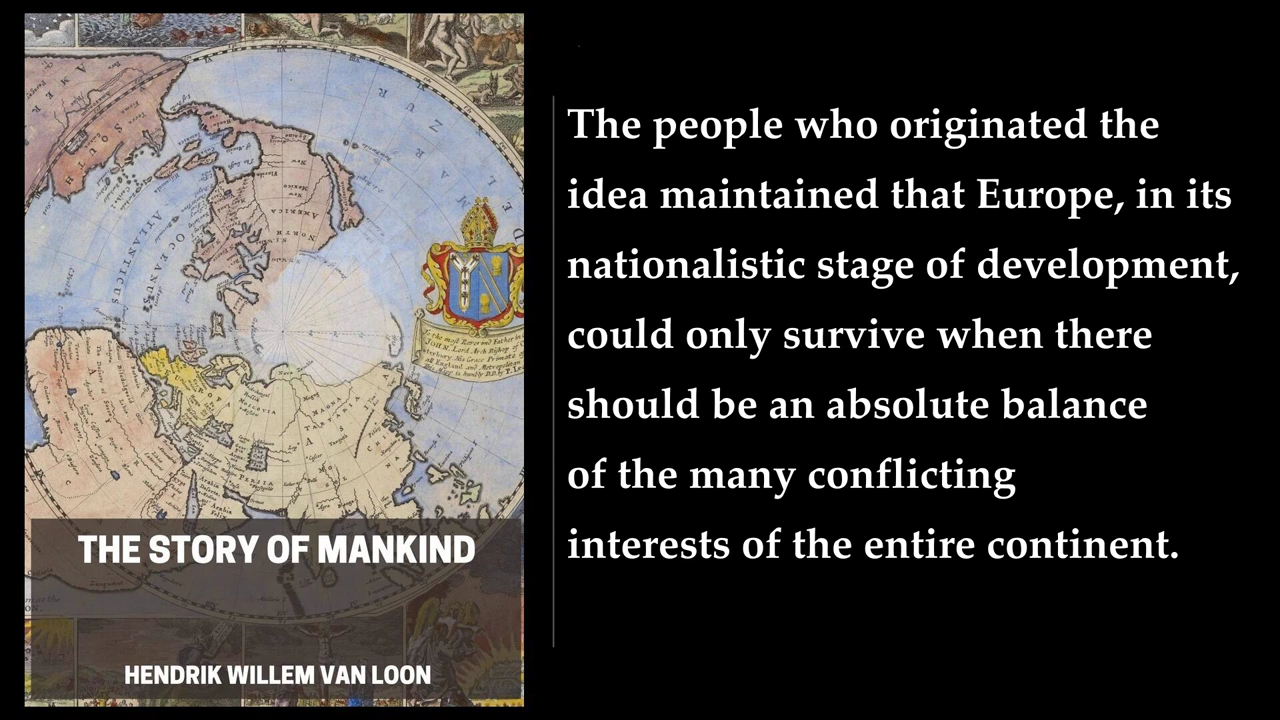 THE STORY OF MANKIND
HENDRIK WILLEM VAN LOON
The people who originated the
idea maintained that Europe, in its
nationalistic stage of development,
could only survive when there
should be an absolute balance
of the many conflicting
interests of the entire continent.